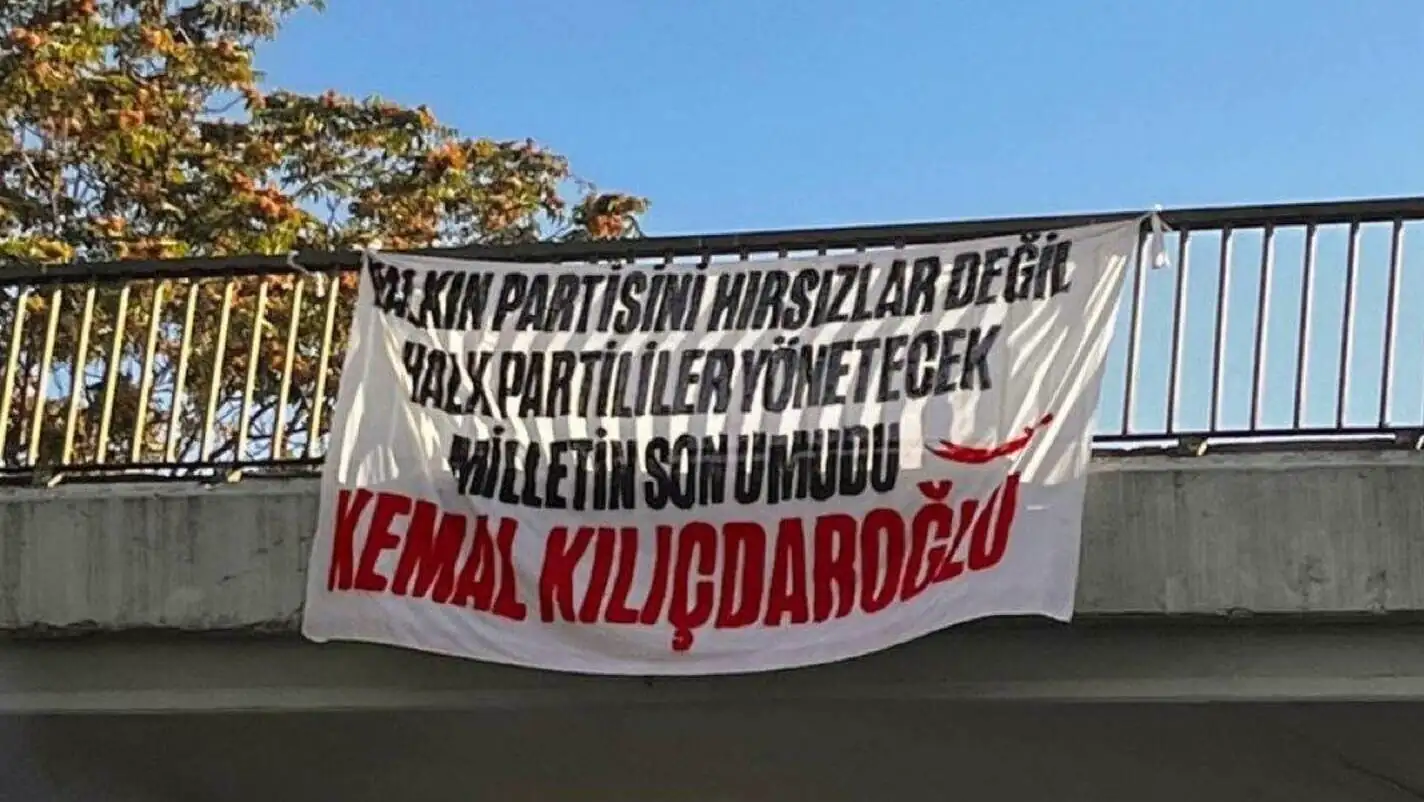 HALKIN PARTİSİNİ HIRSIZLAR DEĞİL
HALK PARTİLİLER YÖNETECEK
MİLLETİN SON UMUDU
KEMAL KILIÇDAROĞLU